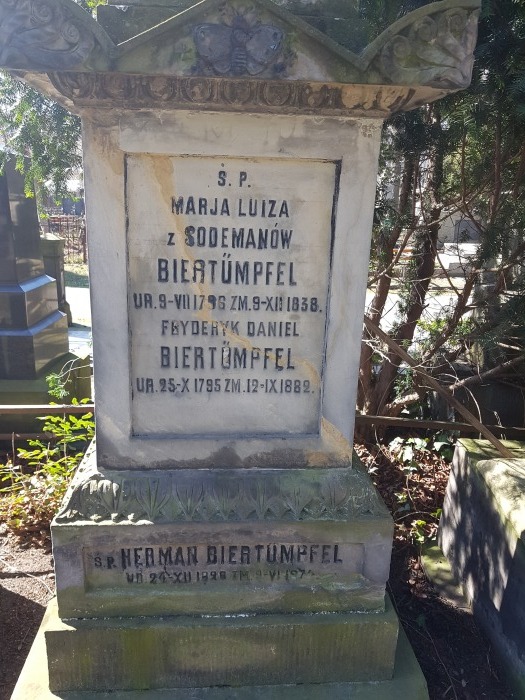 Ś. P.
MARJA LUIZA
z SODEMANÓW
BIERTÜMPFEL
UR. 9-VII 1796 ZM. 9-XII 1838.
FRYDERYK DANIEL
BIERTÜMPFEL
UR. 25-X 1795 ZM. 12-IX 1882.
Ś.P. HERMAN BIERTÜMPFEL